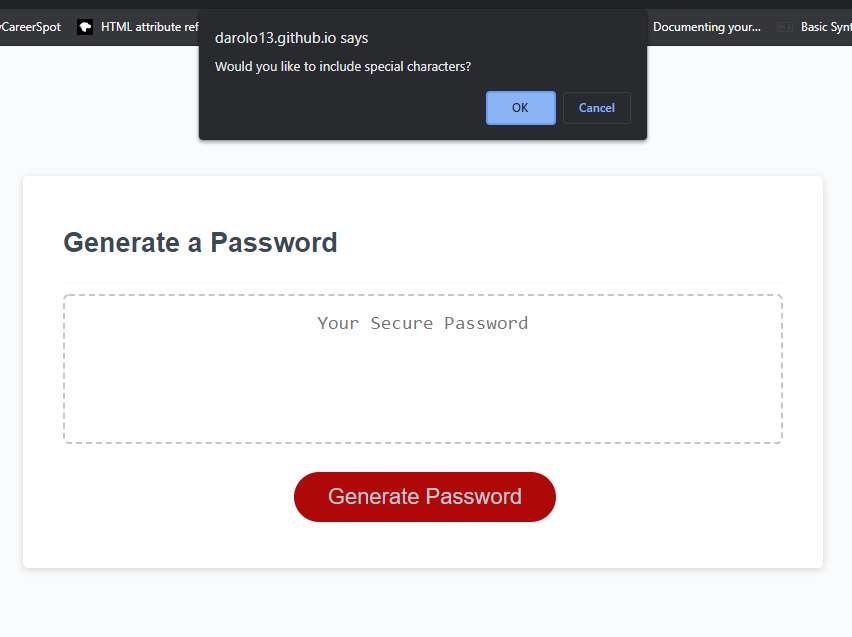 CareerSpot HTML attribute ref Documenting your... Basic Synt
darolo13.github.io says
Would you like to include special characters?
OK Cancel
Generate a Password
Your Secure Password
Generate Password